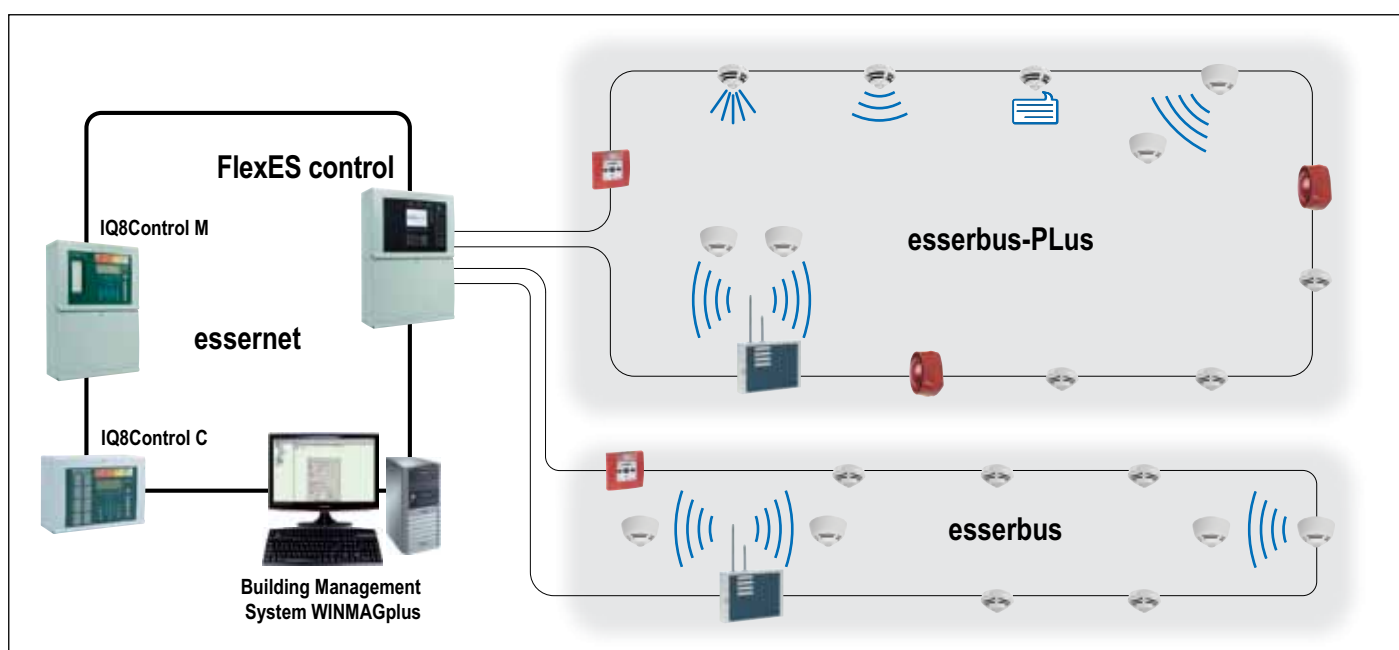 FlexES control
IQ8Control M
essernet
IQ8Control C
Building Management
System WINMAGplus
esserbus-PLus
esserbus